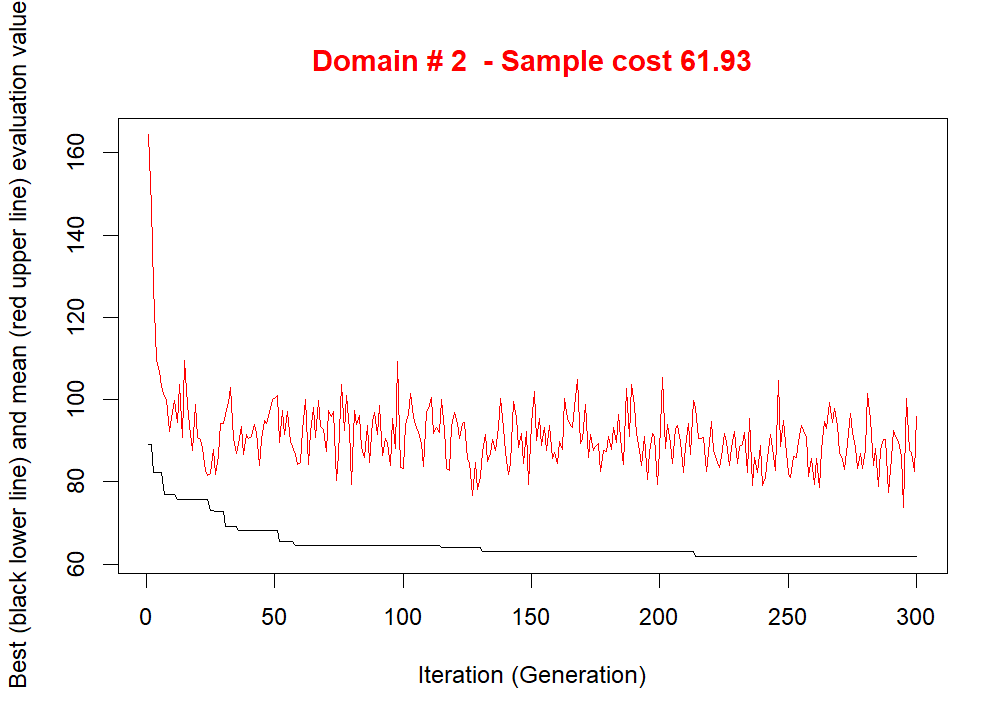 Domain # 2  - Sample cost 61.93
Best (black lower line) and mean (red upper line) evaluation value
160
140
120
100
80
60
0 50 100 150 200 250 300
Iteration (Generation)